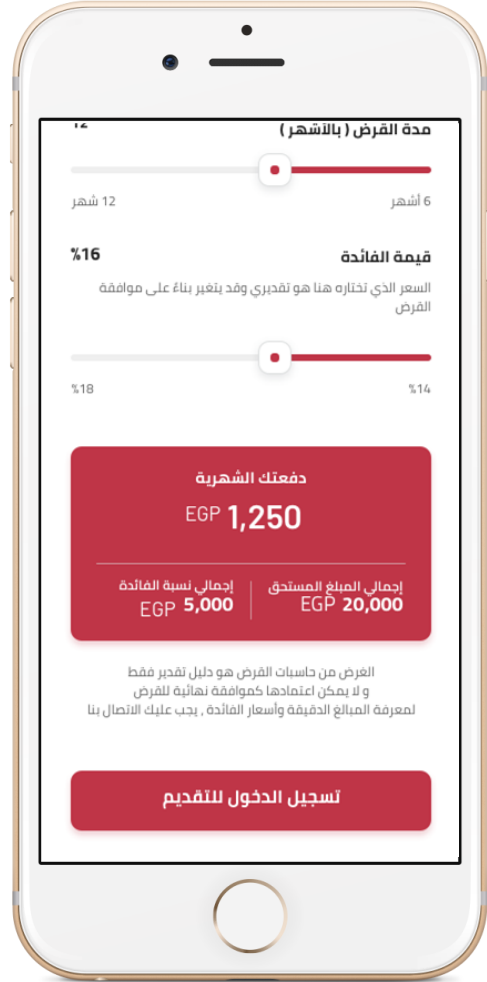 مدة القرض ( بالأشهر ) 12
6 أشهر 12 شهر
قيمة الفائدة 16%
السعر الذي تختاره هنا هو تقديري وقد يتغير بناءً على موافقة
القرض
14% 18%
دفعتك الشهرية
1,250 EGP
إجمالي المبلغ المستحق إجمالي نسبة الفائدة
20,000 EGP 5,000 EGP
الغرض من حاسبات القرض هو دليل تقدير فقط
و لا يمكن اعتمادها كموافقة نهائية للقرض
لمعرفة المبالغ الدقيقة وأسعار الفائدة , يجب عليك الاتصال بنا
تسجيل الدخول للتقديم